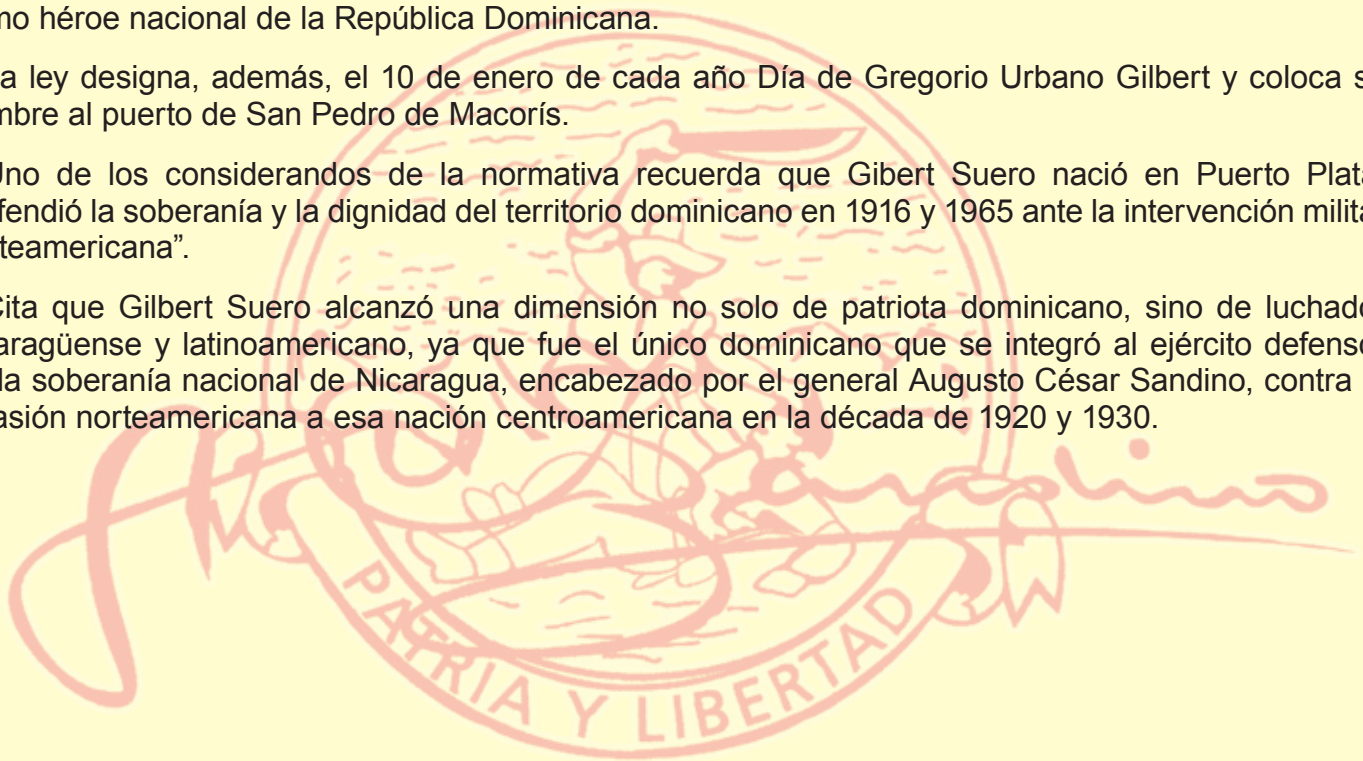 mo héroe nacional de la República Dominicana.
a ley designa, además, el 10 de enero de cada año Día de Gregorio Urbano Gilbert y coloca s
mbre al puerto de San Pedro de Macorís.
Uno de los considerandos de la normativa recuerda que Gibert Suero nació en Puerto Plata
fendió la soberanía y la dignidad del territorio dominicano en 1916 y 1965 ante la intervención milita
teamericana”.
Cita que Gilbert Suero alcanzó una dimensión no solo de patriota dominicano, sino de luchado
aragüense y latinoamericano, ya que fue el único dominicano que se integró al ejército defenso
la soberanía nacional de Nicaragua, encabezado por el general Augusto César Sandino, contra
asión norteamericana a esa nación centroamericana en la década de 1920 y 1930.
Sandino
PATRIA Y LIBERTAD